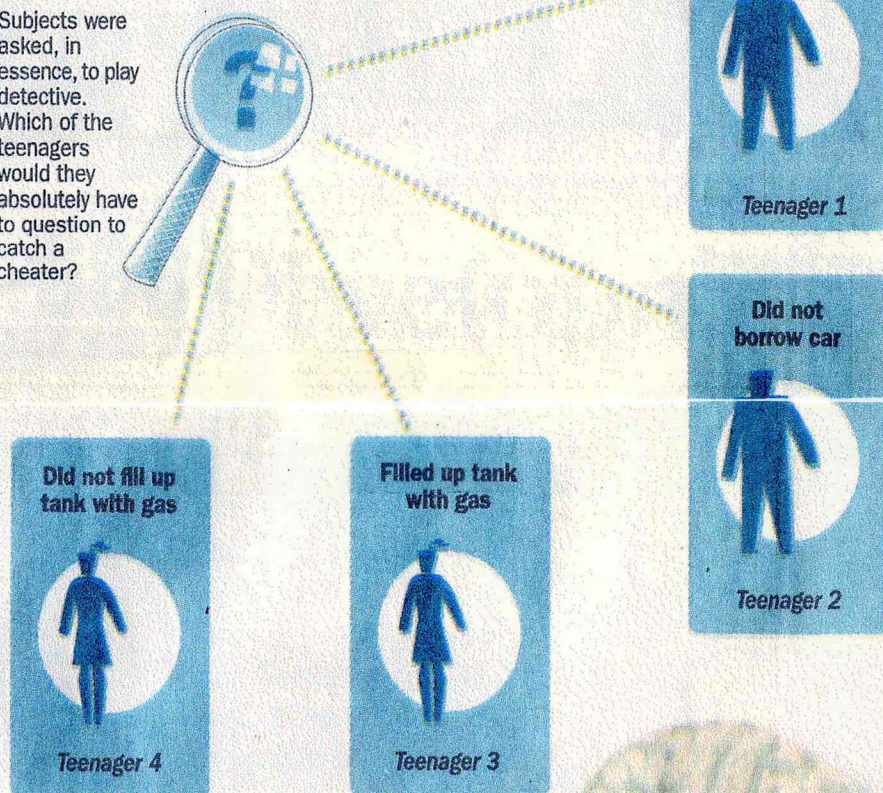 Subjects were
asked, in
essence, to play
detective.
Which of the
teenagers
would they
absolutely have
to question to
catch a
cheater?
?
Teenager 1
Did not
borrow car
Teenager 2
Filled up tank
with gas
Teenager 3
Did not fill up
tank with gas
Teenager 4